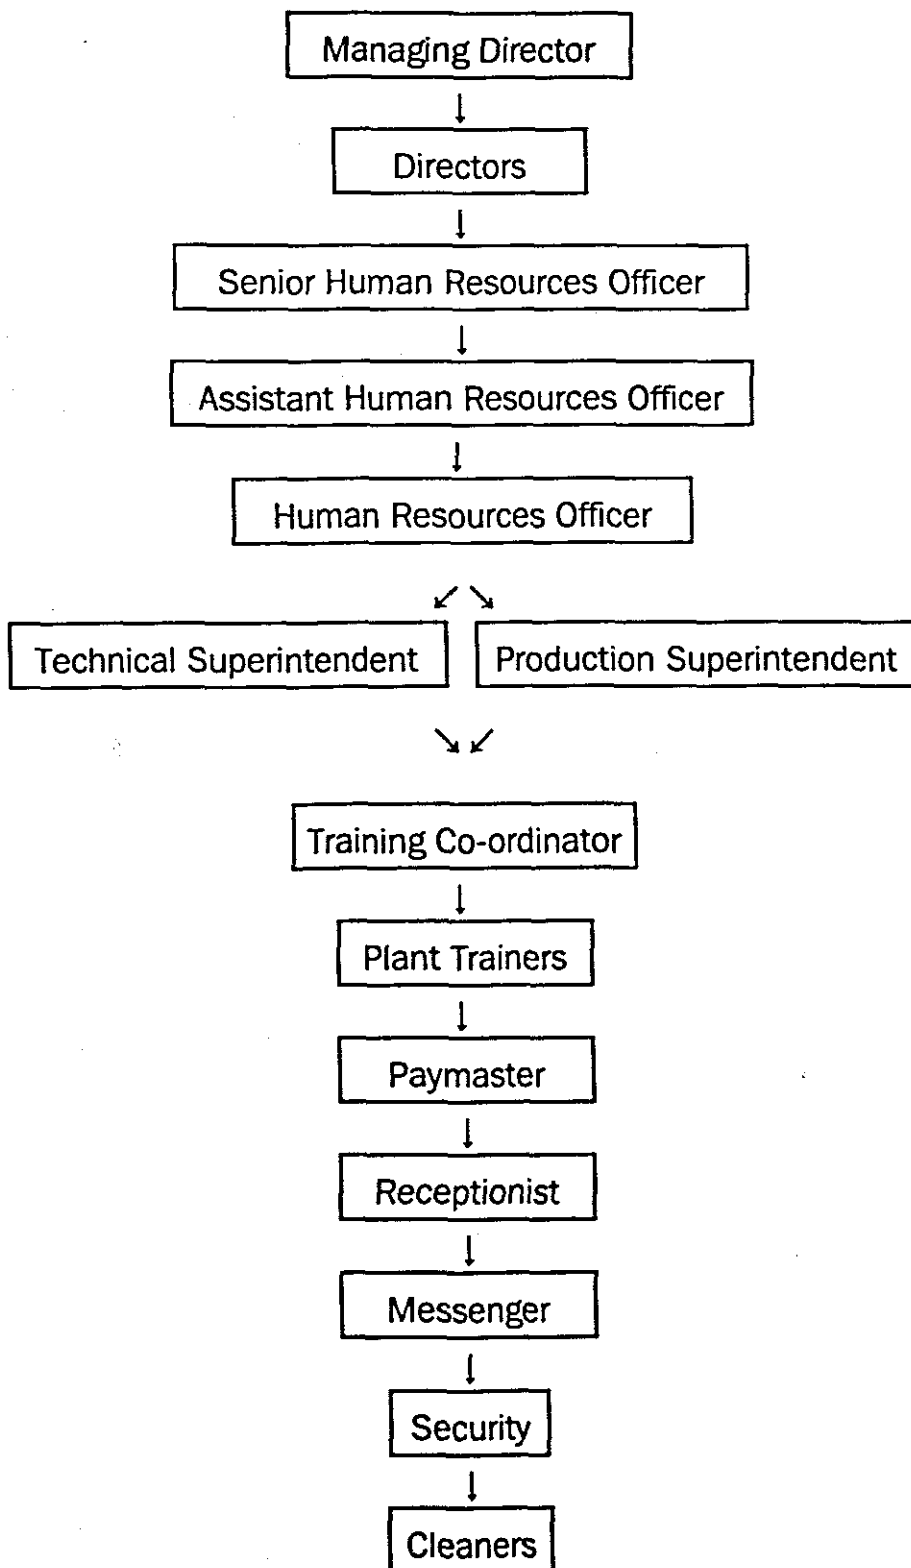 Managing Director
Directors
Senior Human Resources Officer
Assistant Human Resources Officer
Human Resources Officer
Technical Superintendent Production Superintendent
Training Co-ordinator
Plant Trainers
Paymaster
Receptionist
Messenger
Security
Cleaners